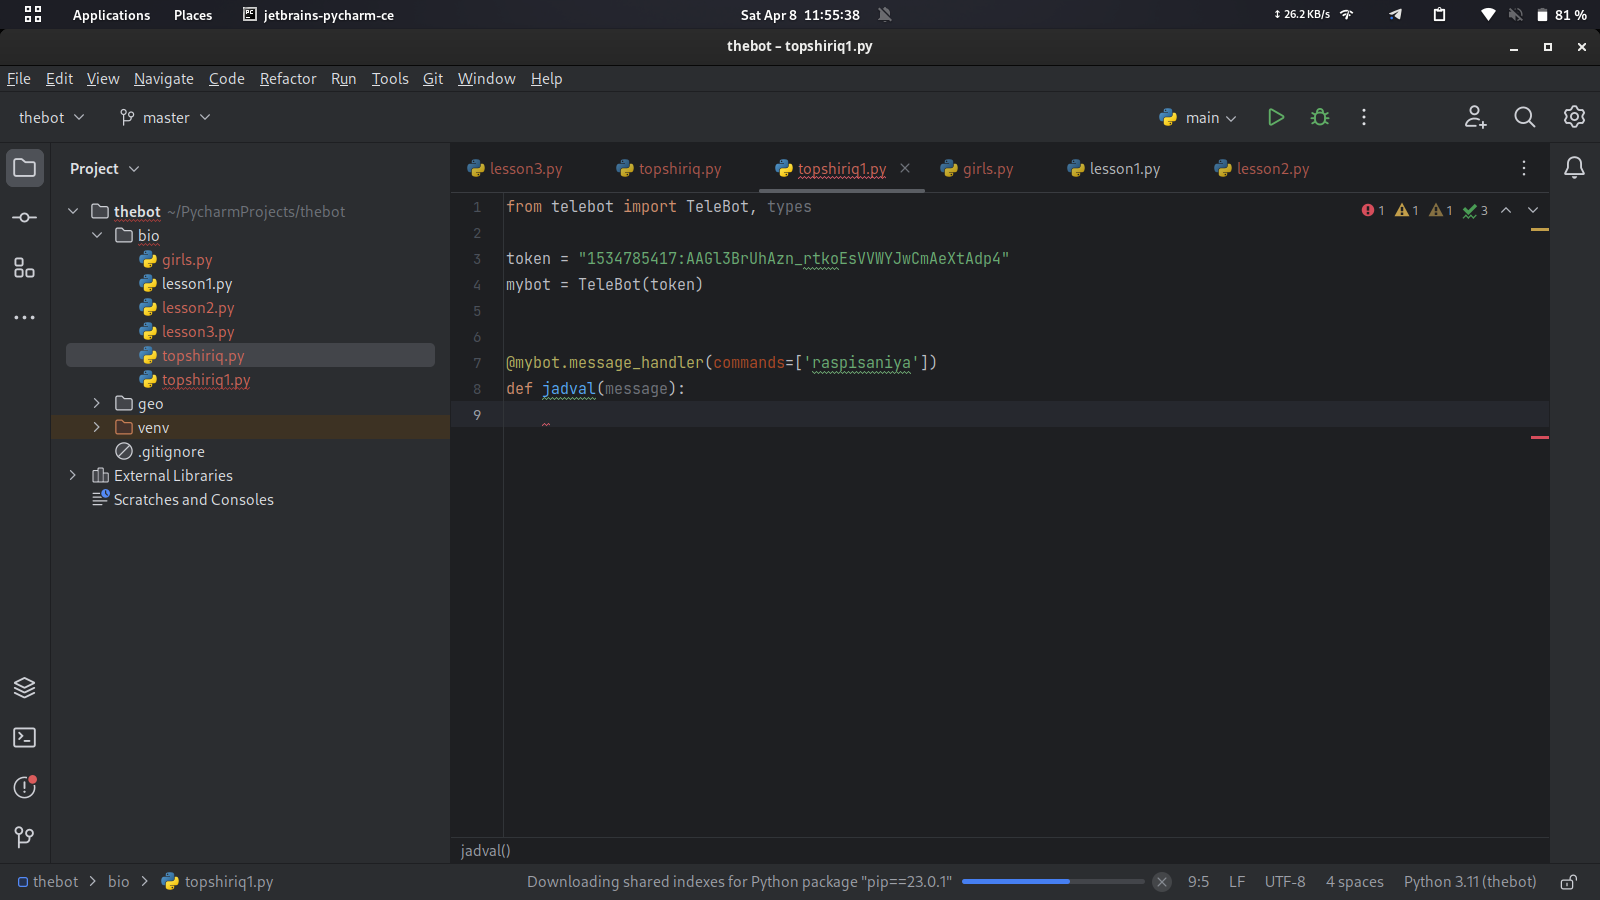 Applications Places jetbrains-pycharm-ce Sat Apr 8 11:55:38 26.2 KB/s 81 %
thebot – topshiriq1.py
File Edit View Navigate Code Refactor Run Tools Git Window Help
thebot master main
Project
lesson3.py topshiriq.py topshiriq1.py girls.py lesson1.py lesson2.py
thebot ~/PycharmProjects/thebot
bio
girls.py
lesson1.py
lesson2.py
lesson3.py
topshiriq.py
topshiriq1.py
geo
venv
.gitignore
External Libraries
Scratches and Consoles
1 from telebot import TeleBot, types
1 1 1 3
2
3 token = "1534785417:AAGl3BrUhAzn_rtkoEsVVWYJwCmAeXtAdp4"
4 mybot = TeleBot(token)
5
6
7 @mybot.message_handler(commands=['raspisaniya'])
8 def jadval(message):
9
jadval()
thebot bio topshiriq1.py Downloading shared indexes for Python package "pip==23.0.1" 9:5 LF UTF-8 4 spaces Python 3.11 (thebot)